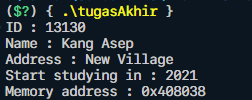 ($?) { .\tugasAkhir }
ID : 13130
Name : Kang Asep
Address : New Village
Start studying in : 2021
Memory address : 0x408038